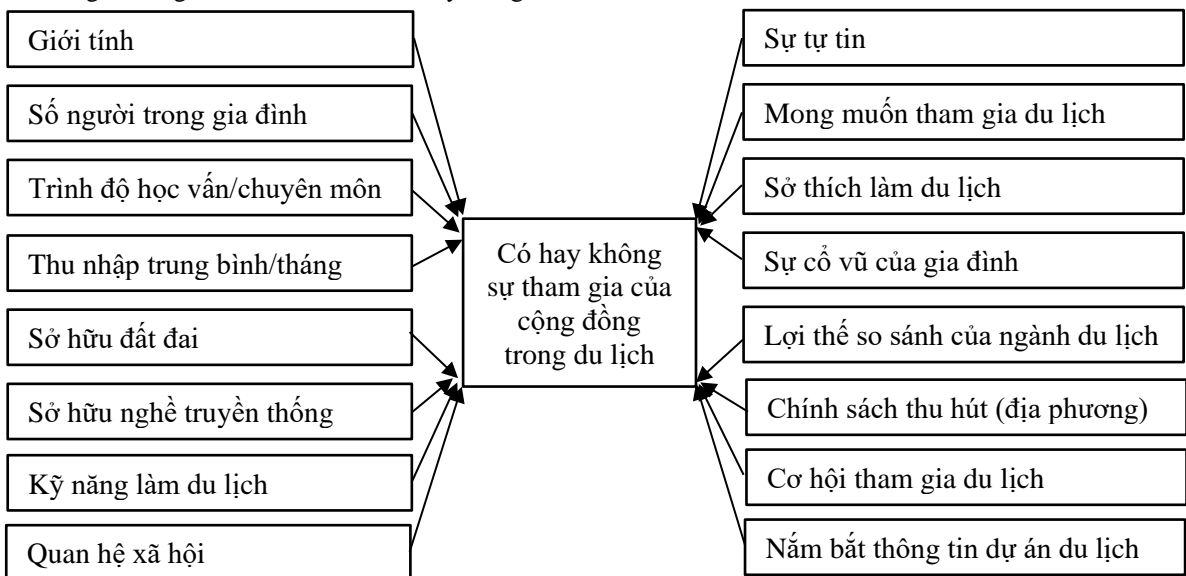 Giới tính
Số người trong gia đình
Trình độ học vấn/chuyên môn
Thu nhập trung bình/tháng
Sở hữu đất đai
Sở hữu nghề truyền thống
Kỹ năng làm du lịch
Quan hệ xã hội
Có hay không
sự tham gia của
cộng đồng
trong du lịch
Sự tự tin
Mong muốn tham gia du lịch
Sở thích làm du lịch
Sự cổ vũ của gia đình
Lợi thế so sánh của ngành du lịch
Chính sách thu hút (địa phương)
Cơ hội tham gia du lịch
Nắm bắt thông tin dự án du lịch